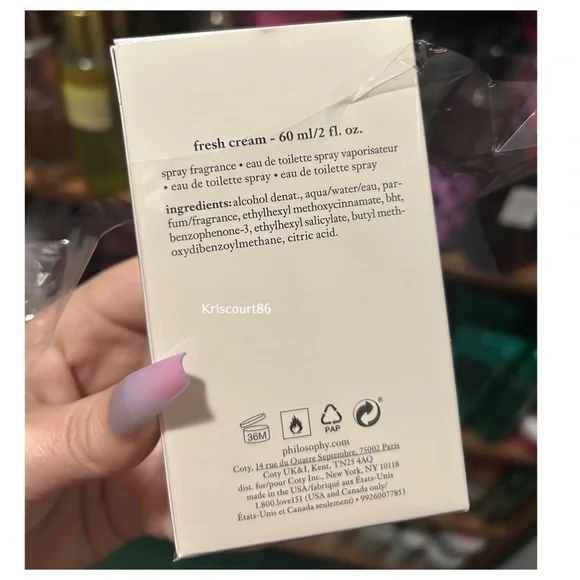 fresh cream - 60 ml/2 fl. oz.
spray fragrance • eau de toilette spray vaporisateur
• eau de toilette spray • eau de toilette spray
ingredients: alcohol denat., aqua/water/eau, par-
fum/fragrance, ethylhexyl methoxycinnamate, bht,
benzophenone-3, ethylhexyl salicylate, butyl meth-
oxydibenzoylmethane, citric acid.
Kriscourt86
36M
PAP
philosophy.com
Coty, 14 rue du Quatre Septembre, 75002 Paris
Coty UK&I, Kent, TN25 4AQ
dist. for/pour Coty Inc., New York, NY 10118
made in the USA/fabriqué aux États-Unis
1.800.love151 (USA and Canada only/
États-Unis et Canada seulement) • 99260077853